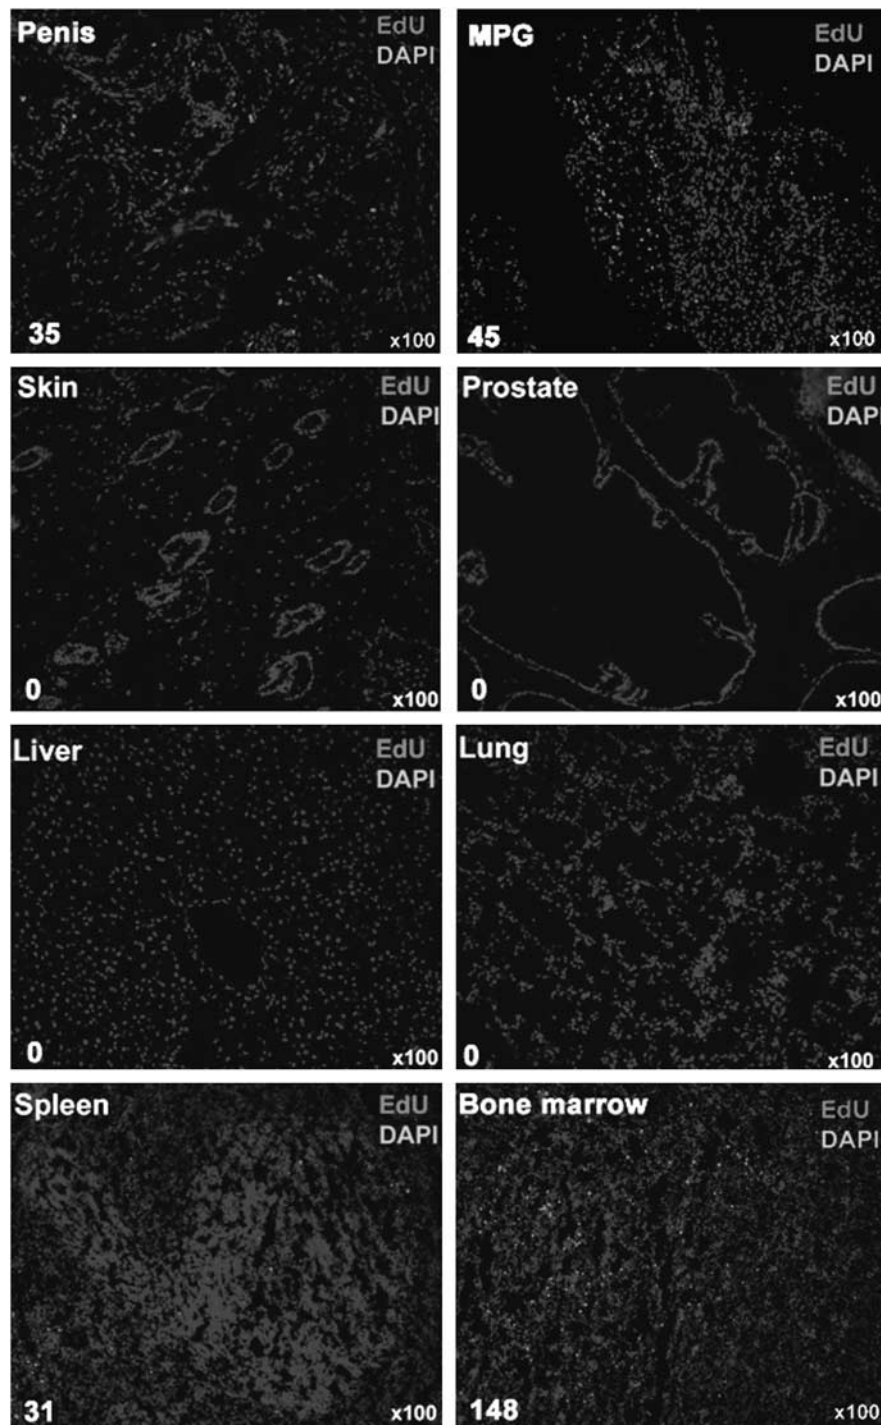 Penis
EdU
DAPI
35
x100
MPG
EdU
DAPI
45
x100
Skin
EdU
DAPI
0
x100
Prostate
EdU
DAPI
0
x100
Liver
EdU
DAPI
0
x100
Lung
EdU
DAPI
0
x100
Spleen
EdU
DAPI
31
x100
Bone marrow
EdU
DAPI
148
x100